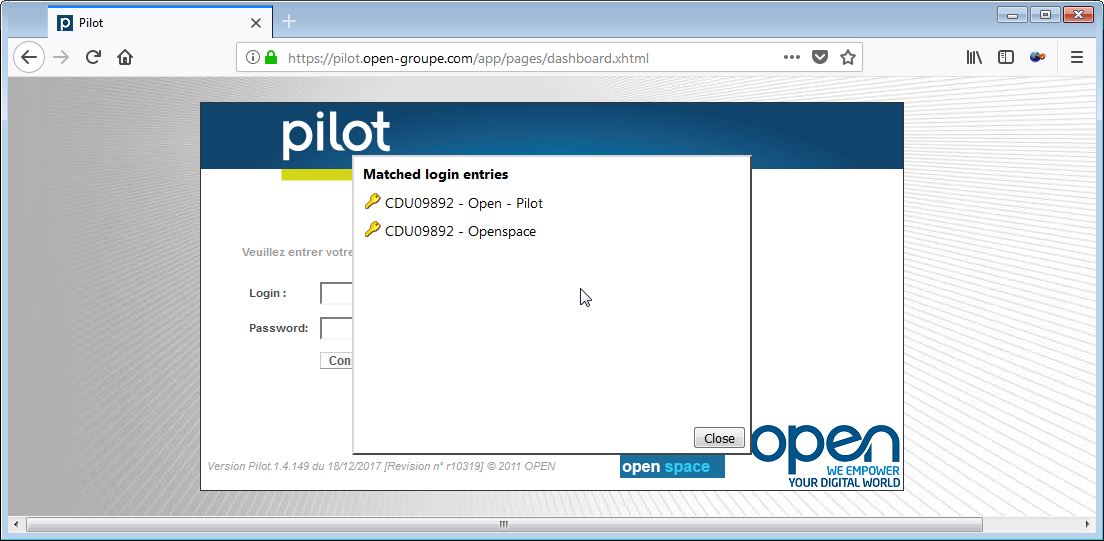 Pilot
https://pilot.open-groupe.com/app/pages/dashboard.xhtml
pilot
Matched login entries
CDU09892 - Open - Pilot
CDU09892 - Openspace
Veuillez entrer votre
Login :
Password:
Con
Close
open
WE EMPOWER
YOUR DIGITAL WORLD
Version Pilot.1.4.149 du 18/12/2017 [Revision n° r10319] © 2011 OPEN
open space